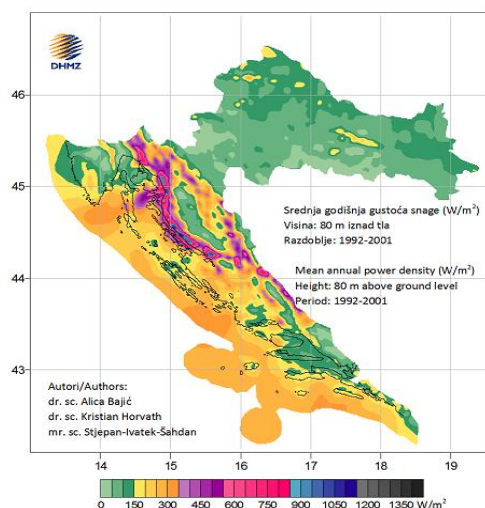 DHMZ
46
45
44
43
Srednja godišnja gustoća snage (W/m²)
Visina: 80 m iznad tla
Razdoblje: 1992-2001
Mean annual power density (W/m²)
Height: 80 m above ground level
Period: 1992-2001
Autori/Authors:
dr. sc. Alica Bajić
dr. sc. Kristian Horvath
mr. sc. Stjepan-Ivatek-Šahdan
14 15 16 17 18 19
0 150 300 450 600 750 900 1050 1200 1350 W/m²